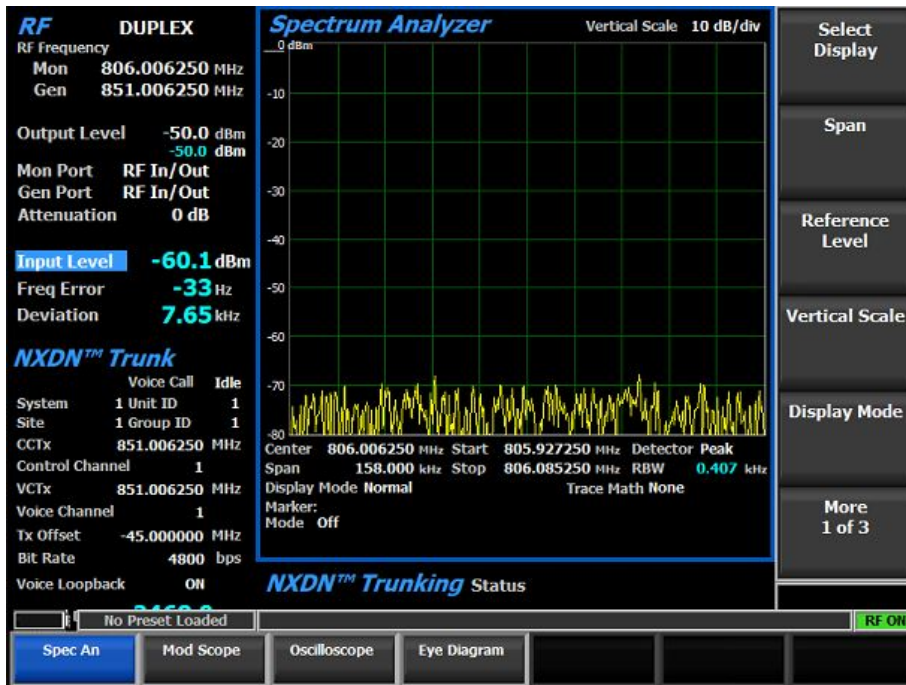 RF DUPLEX
RF Frequency
Mon 806.006250 MHz
Gen 851.006250 MHz
Output Level -50.0 dBm
-50.0 dBm
Mon Port RF In/Out
Gen Port RF In/Out
Attenuation 0 dB
Input Level -60.1 dBm
Freq Error -33 Hz
Deviation 7.65 kHz
NXDN™ Trunk
Voice Call Idle
System 1 Unit ID 1
Site 1 Group ID 1
CCTx 851.006250 MHz
Control Channel 1
VCTx 851.006250 MHz
Voice Channel 1
Tx Offset -45.000000 MHz
Bit Rate 4800 bps
Voice Loopback ON
Spectrum Analyzer Vertical Scale 10 dB/div
0 dBm
-10
-20
-30
-40
-50
-60
-70
-80
Center 806.006250 MHz Start 805.927250 MHz Detector Peak
Span 158.000 kHz Stop 806.085250 MHz RBW 0.407 kHz
Display Mode Normal Trace Math None
Marker:
Mode Off
NXDN™ Trunking Status
Select
Display
Span
Reference
Level
Vertical Scale
Display Mode
More
1 of 3
No Preset Loaded RF ON
Spec An Mod Scope Oscilloscope Eye Diagram